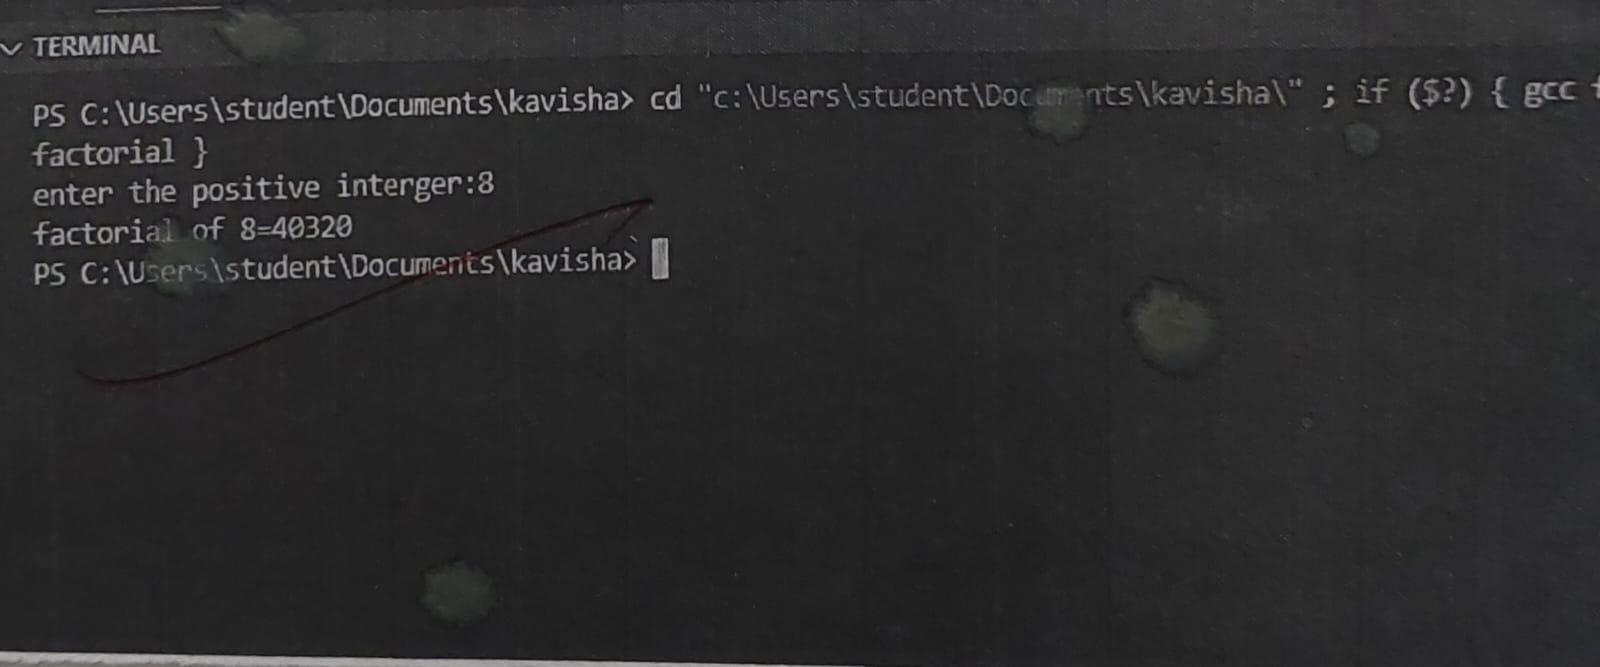 TERMINAL
PS C:\Users\student\Documents\kavisha> cd "c:\Users\student\Documents\kavisha\" ; if ($?) { gcc
factorial }
enter the positive interger:8
factorial of 8=40320
PS C:\Users\student\Documents\kavisha>